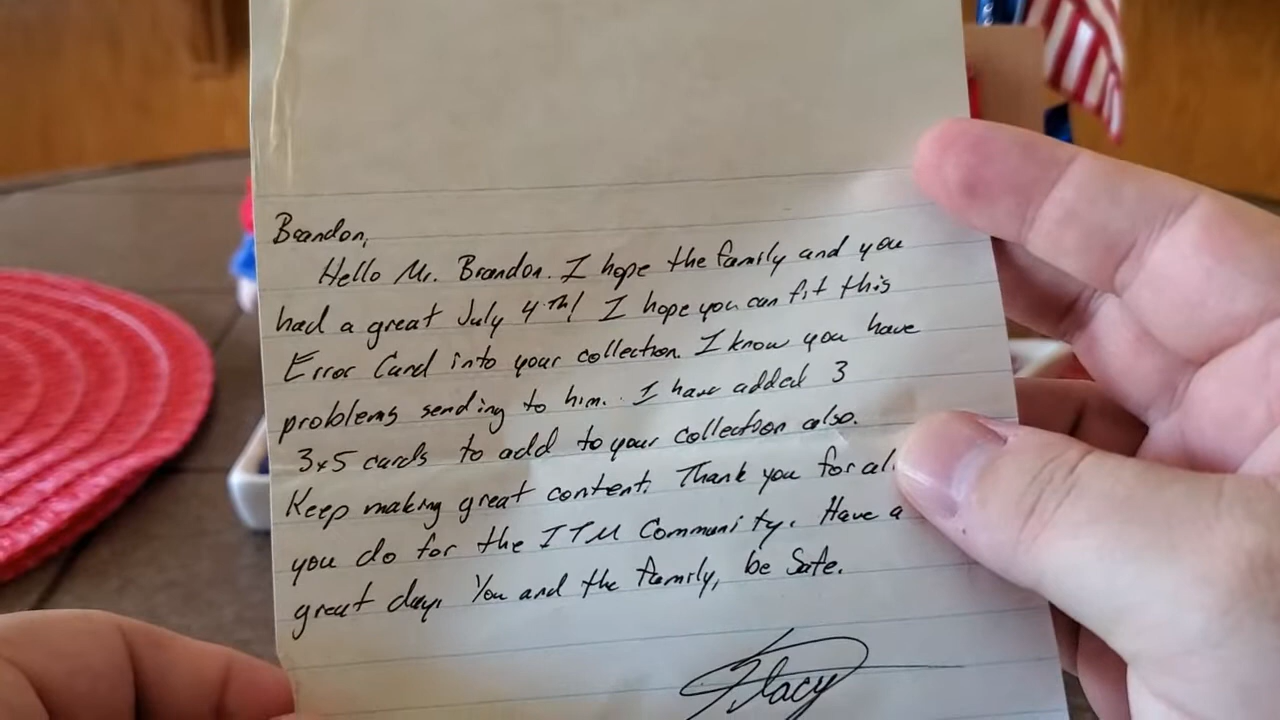 Brandon,
Hello Mr. Brandon. I hope the family and you
had a great July 4th! I hope you can fit this
Error Card into your collection. I know you have
problems sending to him. I have added 3
3x5 cards to add to your collection also.
Keep making great content. Thank you for al
you do for the ITM Community. Have a
great day. You and the family, be Safe.
Stacy